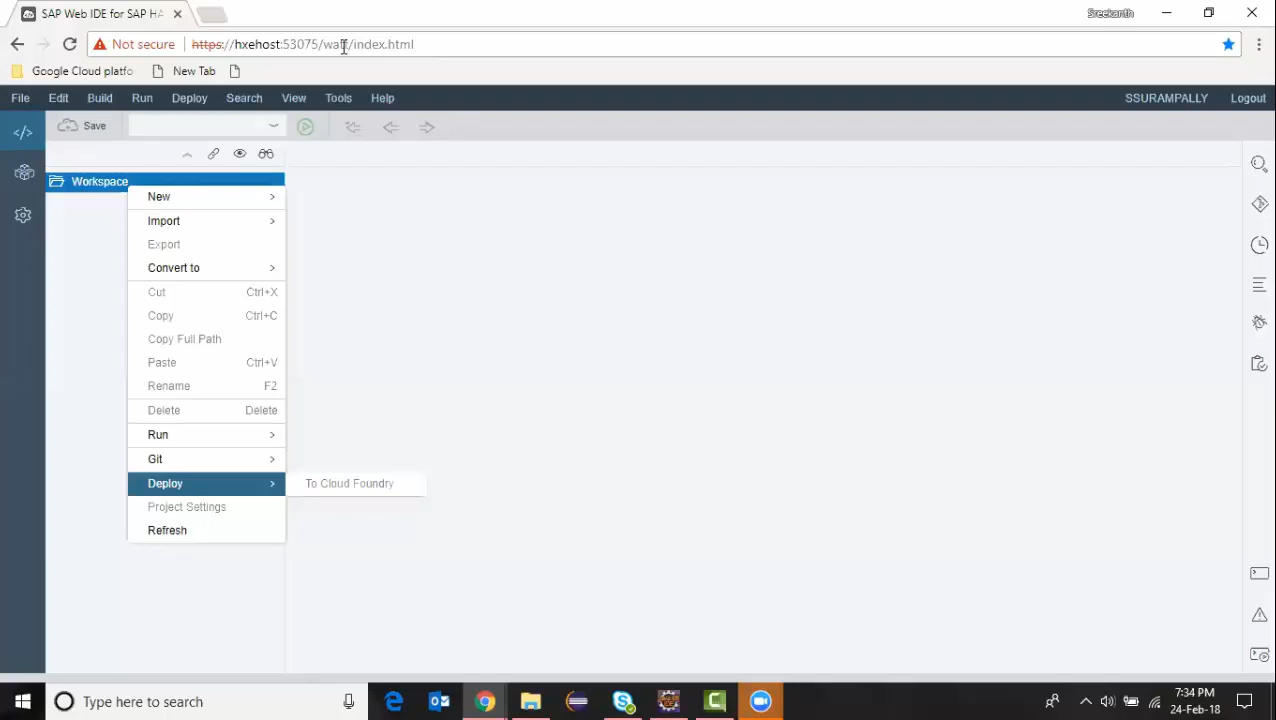 SAP Web IDE for SAP HA
Sreekanth
Not secure
https://hxehost:53075/watt/index.html
Google Cloud platfo
New Tab
File Edit Build Run Deploy Search View Tools Help
SSURAMPALLY Logout
Save
Workspace
New
Import
Export
Convert to
Cut Ctrl+X
Copy Ctrl+C
Copy Full Path
Paste Ctrl+V
Rename F2
Delete Delete
Run
Git
Deploy To Cloud Foundry
Project Settings
Refresh
Type here to search
7:34 PM
24-Feb-18